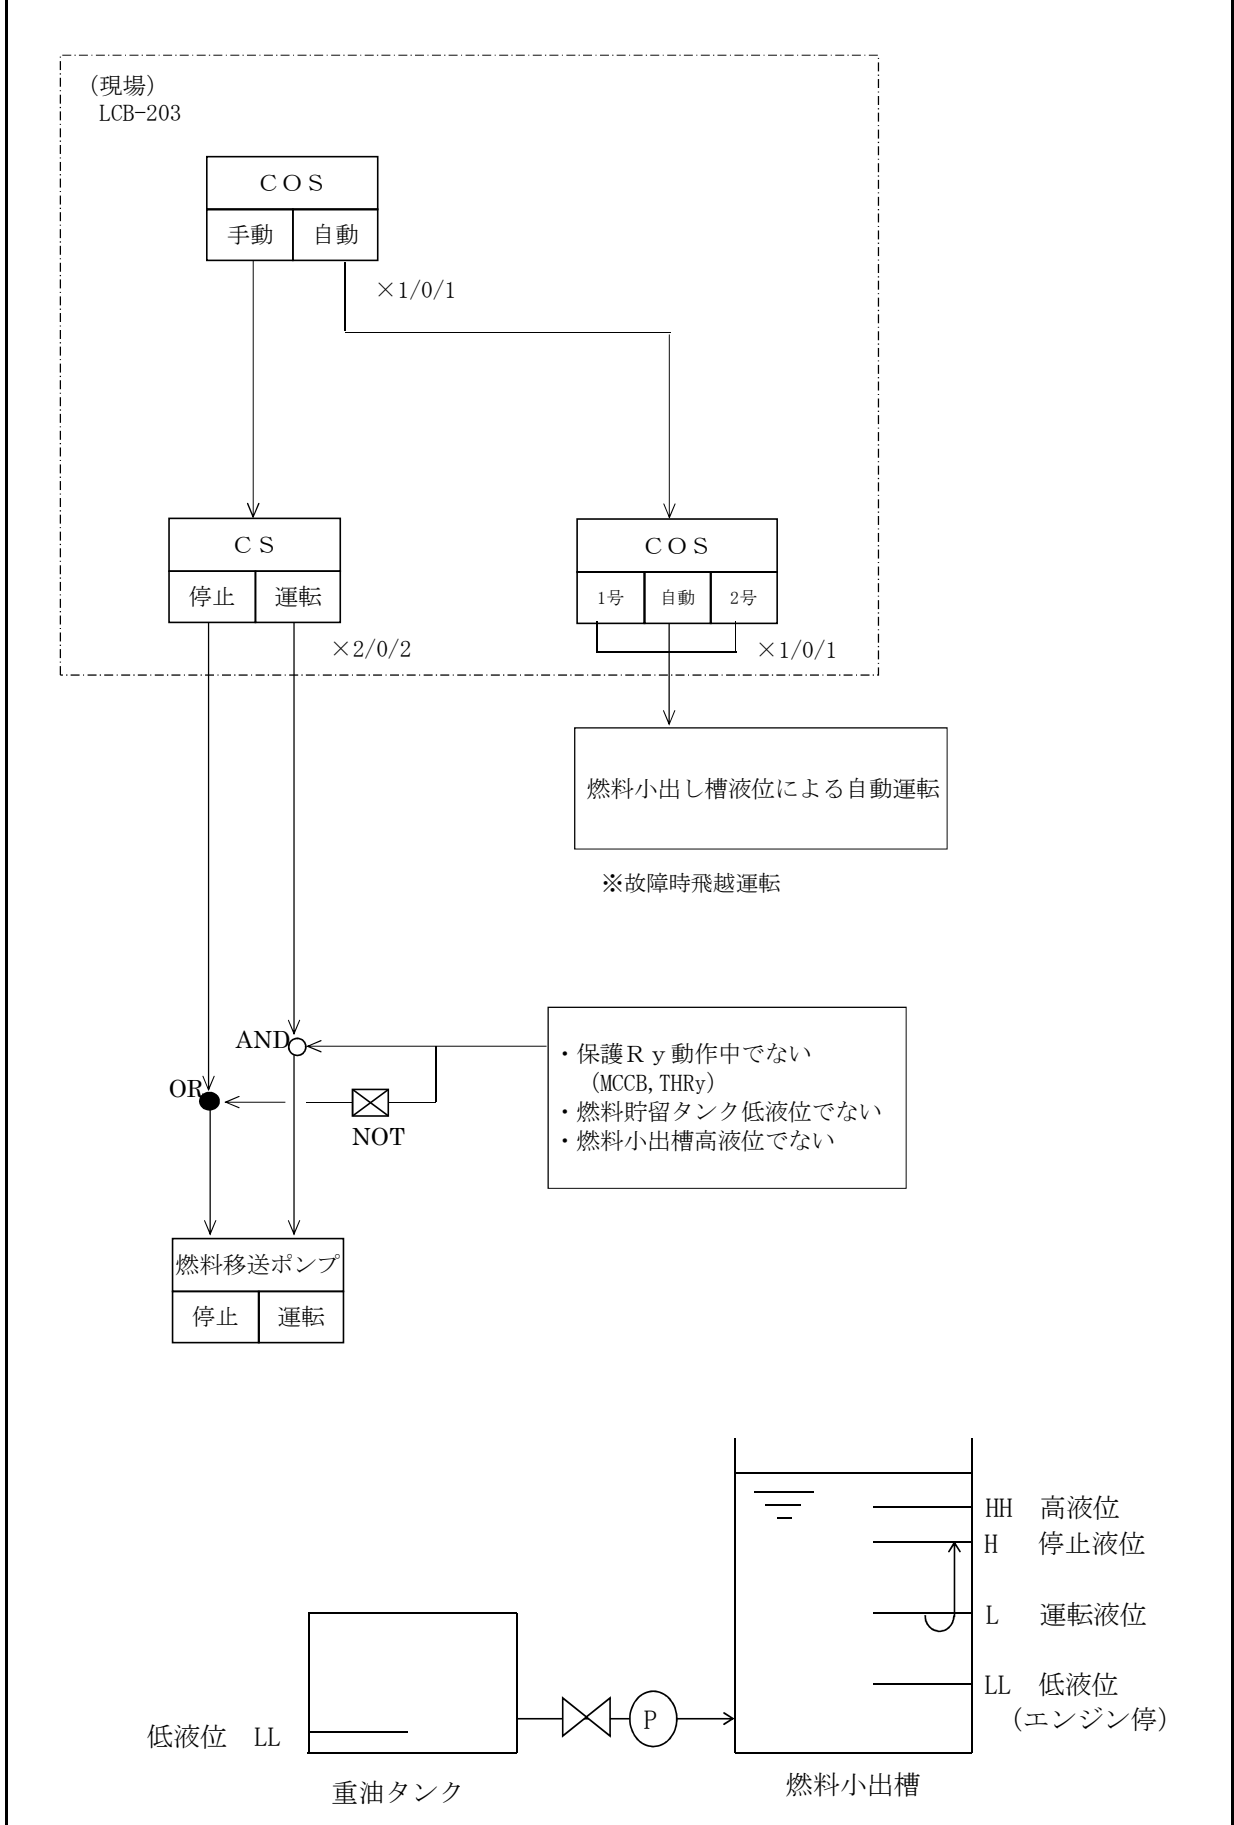 (現場)
LCB-203
ＣＯＳ
手動 自動
×1/0/1
ＣＳ
停止 運転
×2/0/2
ＣＯＳ
1号 自動 2号
×1/0/1
燃料小出し槽液位による自動運転
※故障時飛越運転
AND
OR
NOT
・保護Ｒｙ動作中でない
(MCCB,THRy)
・燃料貯留タンク低液位でない
・燃料小出槽高液位でない
燃料移送ポンプ
停止 運転
HH 高液位
H 停止液位
L 運転液位
LL 低液位
(エンジン停)
P
低液位 LL
重油タンク
燃料小出槽